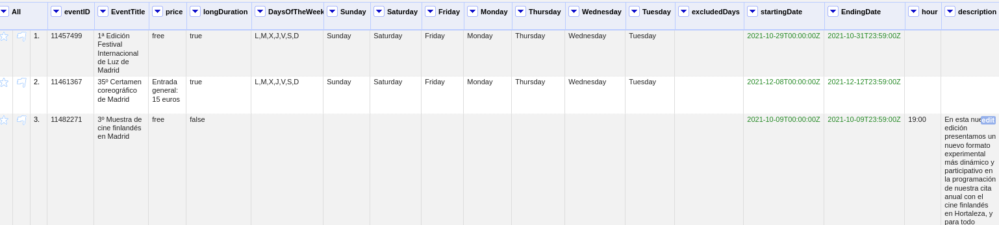 All eventID EventTitle price longDuration DaysOfTheWeek Sunday Saturday Friday Monday Thursday Wednesday Tuesday excludedDays startingDate EndingDate hour description
1. 11457499 1ª Edición free true L,M,X,J,V,S,D Sunday Saturday Friday Monday Thursday Wednesday Tuesday 2021-10-29T00:00:00Z 2021-10-31T23:59:00Z
Festival
Internacional
de Luz de
Madrid
2. 11461367 35º Certamen Entrada true L,M,X,J,V,S,D Sunday Saturday Friday Monday Thursday Wednesday Tuesday 2021-12-08T00:00:00Z 2021-12-12T23:59:00Z
coreográfico general:
de Madrid 15 euros
3. 11482271 3º Muestra de free false 2021-10-09T00:00:00Z 2021-10-09T23:59:00Z 19:00 En esta edit
cine finlandés edición
en Madrid presentamos un
nuevo formato
experimental
más dinámico y
participativo en
la programación
de nuestra cita
anual con el
cine finlandés
en Hortaleza, y
para todo